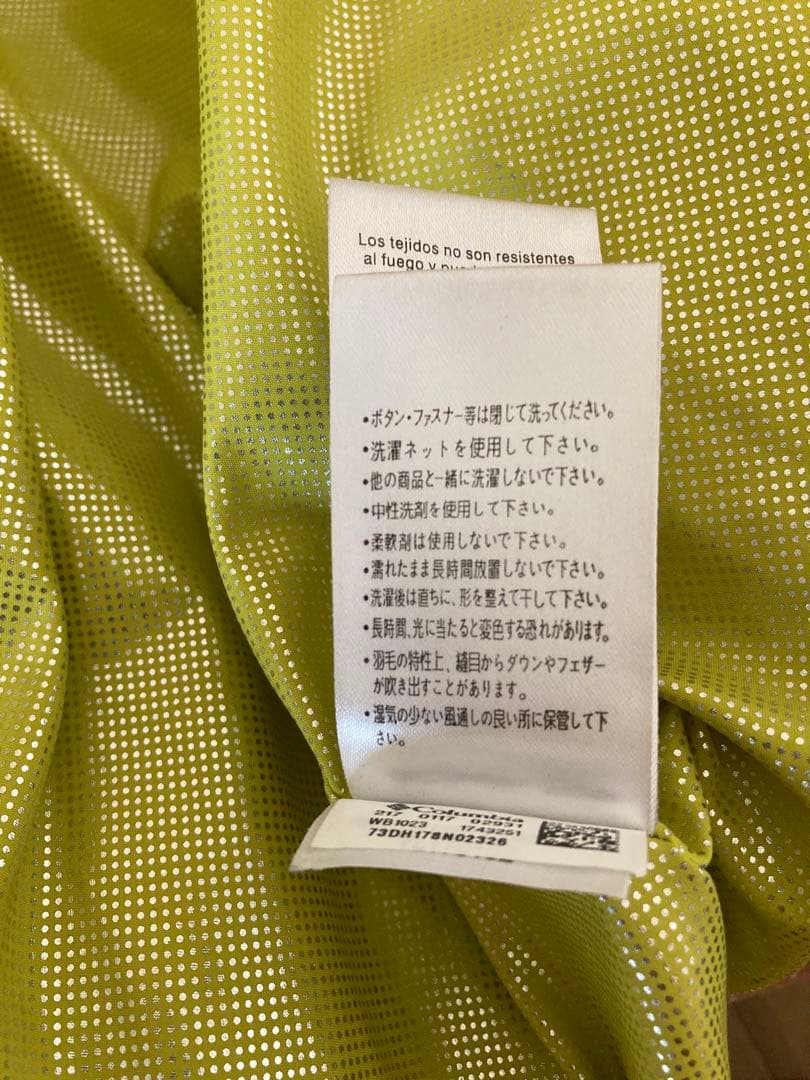 Los tejidos no son resistentes
al fuego y
•ボタン・ファスナー等は閉じて洗ってください。
•洗濯ネットを使用して下さい。
•他の商品と一緒に洗濯しないで下さい。
•中性洗剤を使用して下さい。
•柔軟剤は使用しないで下さい。
•濡れたまま長時間放置しないで下さい。
•洗濯後は直ちに、形を整えて干して下さい。
•長時間、光に当たると変色する恐れがあります。
•羽毛の特性上、縫目からダウンやフェザー
が吹き出すことがあります。
•湿気の少ない風通しの良い所に保管して下
さい。
Columbia
217 0117 02931
WB1023 1743251
73DH178N02326